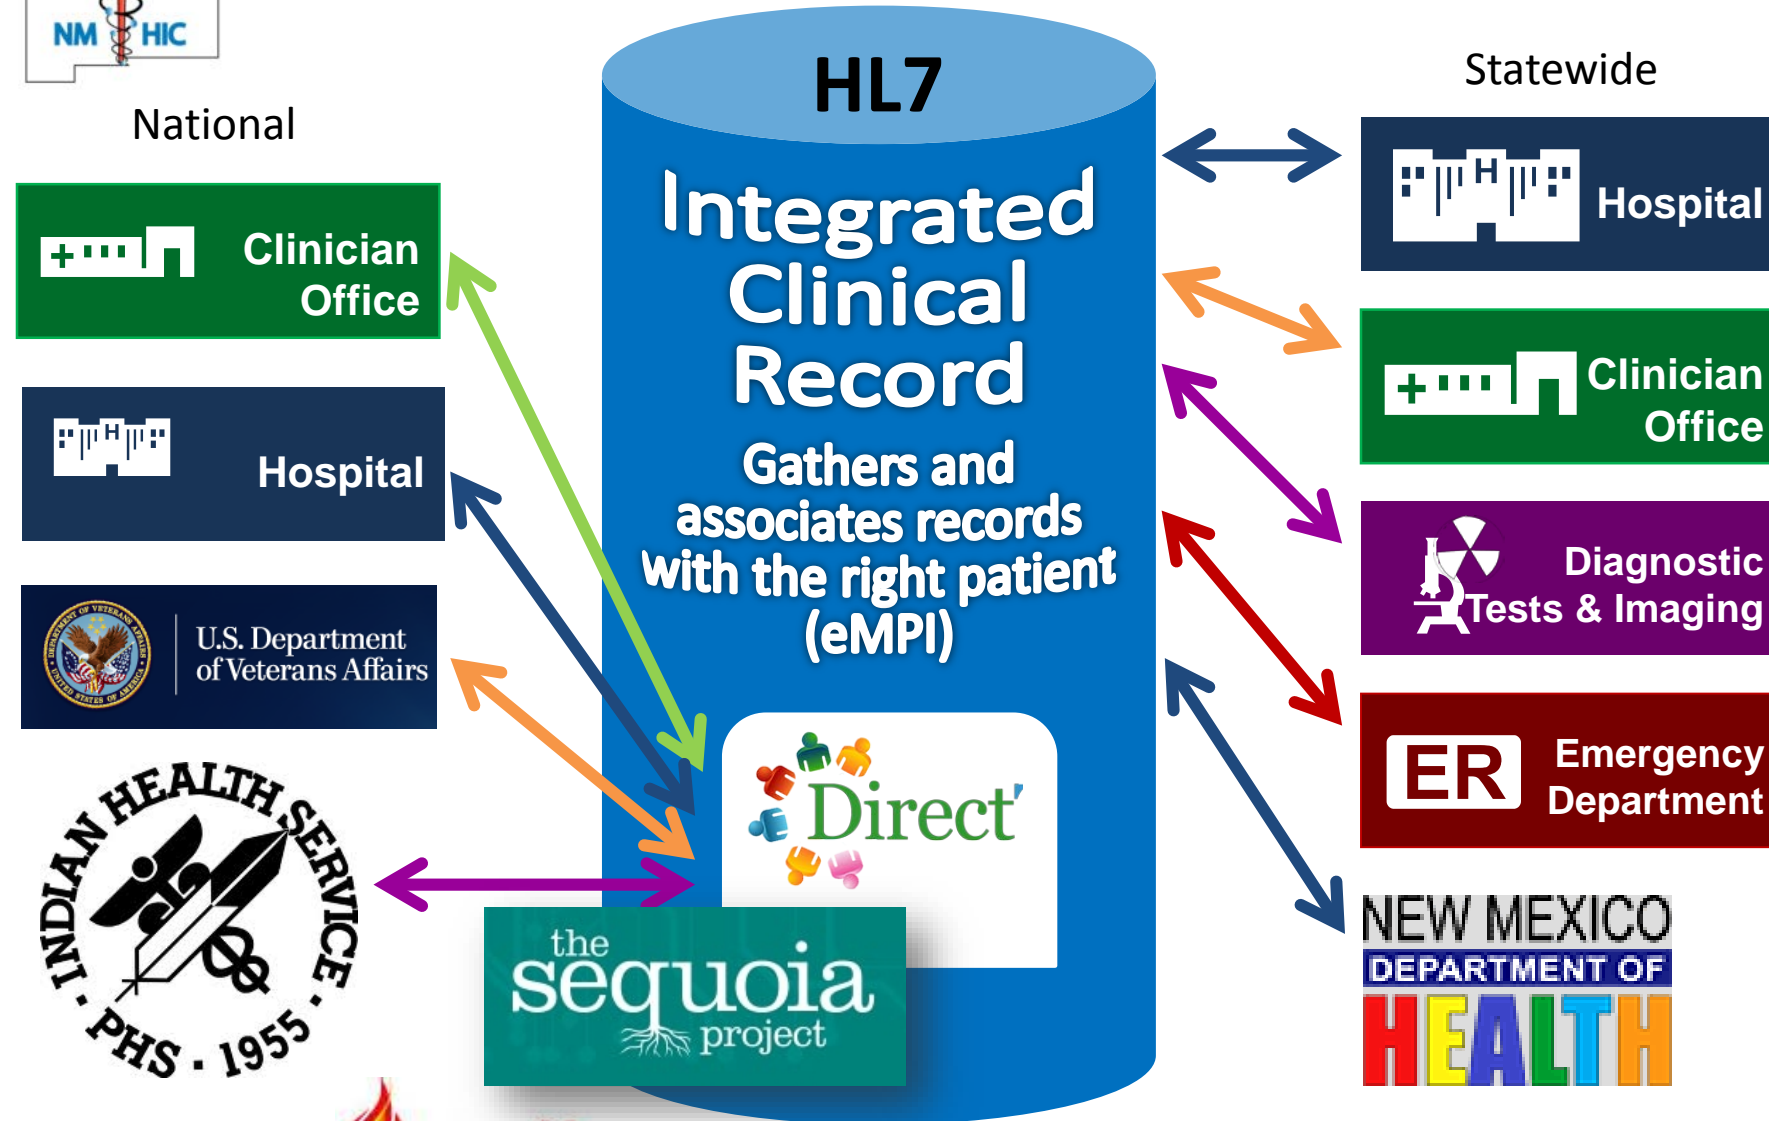 NM HIC
National
Clinician
Office
H
Hospital
U.S. Department
of Veterans Affairs
INDIAN HEALTH SERVICE
PHS · 1955
HL7
Integrated
Clinical
Record
Gathers and
associates records
with the right patient
(eMPI)
Direct
the
sequoia
project
Statewide
H
Hospital
Clinician
Office
Diagnostic
Tests & Imaging
ER
Emergency
Department
NEW MEXICO
DEPARTMENT OF
HEALTH